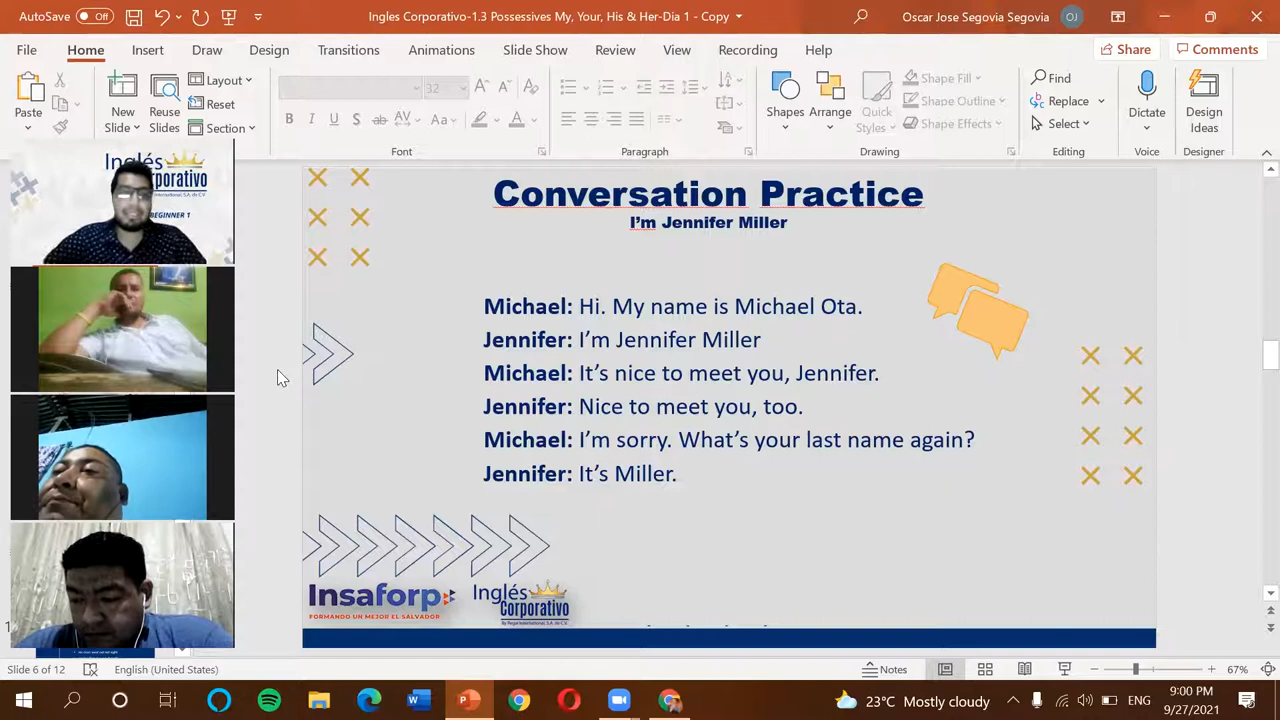 AutoSave Off Ingles Corporativo-1.3 Possessives My, Your, His & Her-Dia 1 - Copy Oscar Jose Segovia Segovia OJ
File Home Insert Draw Design Transitions Animations Slide Show Review View Recording Help Share Comments
Paste
New Slide
Reuse Slides
Layout
Reset
Section
Font
Paragraph
Shapes
Arrange
Quick Styles
Shape Fill
Shape Outline
Shape Effects
Drawing
Find
Replace
Select
Editing
Dictate
Voice
Design Ideas
Designer
Inglés
BEGINNER 1
Conversation Practice
I'm Jennifer Miller
Michael: Hi. My name is Michael Ota.
Jennifer: I'm Jennifer Miller
Michael: It's nice to meet you, Jennifer.
Jennifer: Nice to meet you, too.
Michael: I'm sorry. What's your last name again?
Jennifer: It's Miller.
Insaforp
FORMANDO UN MEJOR EL SALVADOR
Inglés
Corporativo
Slide 6 of 12 English (United States) Notes 67%
23°C Mostly cloudy ENG 9:00 PM
9/27/2021